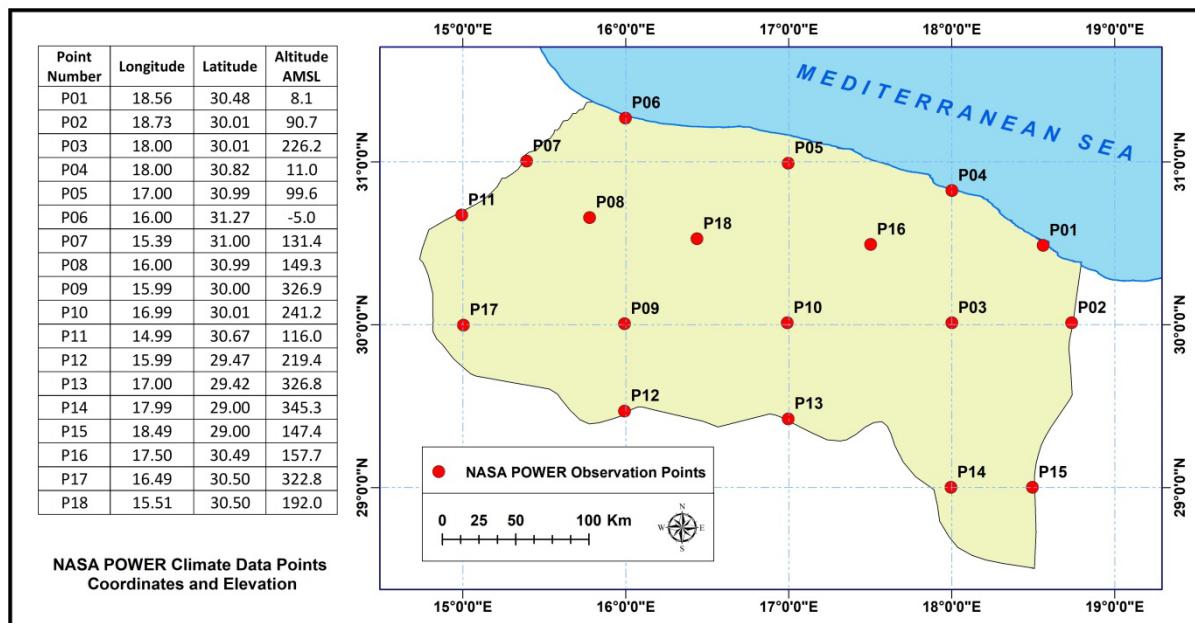 Point Number Longitude Latitude Altitude AMSL
P01 18.56 30.48 8.1
P02 18.73 30.01 90.7
P03 18.00 30.01 226.2
P04 18.00 30.82 11.0
P05 17.00 30.99 99.6
P06 16.00 31.27 -5.0
P07 15.39 31.00 131.4
P08 16.00 30.99 149.3
P09 15.99 30.00 326.9
P10 16.99 30.01 241.2
P11 14.99 30.67 116.0
P12 15.99 29.47 219.4
P13 17.00 29.42 326.8
P14 17.99 29.00 345.3
P15 18.49 29.00 147.4
P16 17.50 30.49 157.7
P17 16.49 30.50 322.8
P18 15.51 30.50 192.0
NASA POWER Climate Data Points
Coordinates and Elevation
15°0'0"E 16°0'0"E 17°0'0"E 18°0'0"E 19°0'0"E
MEDITERRANEAN SEA
P06
31°0'0"N P07 P05 31°0'0"N
P04
P11 P08
P18 P16 P01
30°0'0"N P17 P09 P10 P03 P02 30°0'0"N
P12 P13
NASA POWER Observation Points
29°0'0"N P14 P15 29°0'0"N
0 25 50 100 Km
N
W E
S
15°0'0"E 16°0'0"E 17°0'0"E 18°0'0"E 19°0'0"E